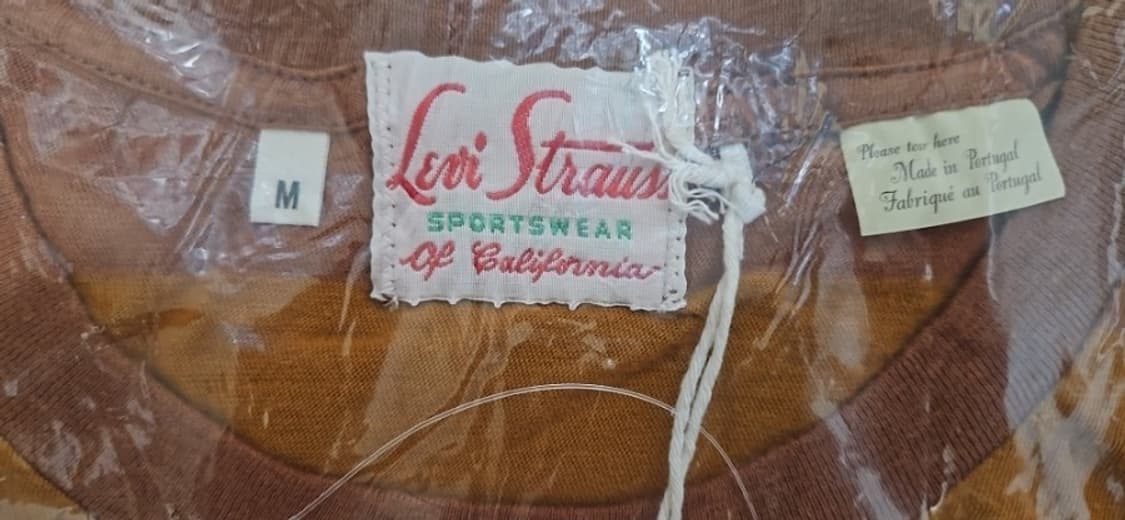 M
Levi Strauss
SPORTSWEAR
Of California
Please tear here
Made in Portugal
Fabriqué au Portugal